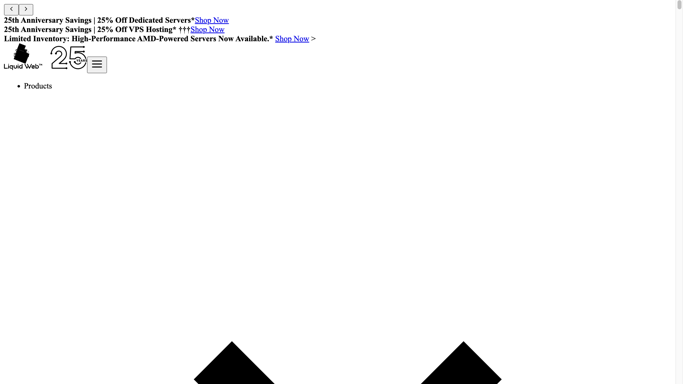 25th Anniversary Savings | 25% Off Dedicated Servers*Shop Now
25th Anniversary Savings | 25% Off VPS Hosting* †††Shop Now
Limited Inventory: High-Performance AMD-Powered Servers Now Available.* Shop Now >
Liquid Web™ 25
Products